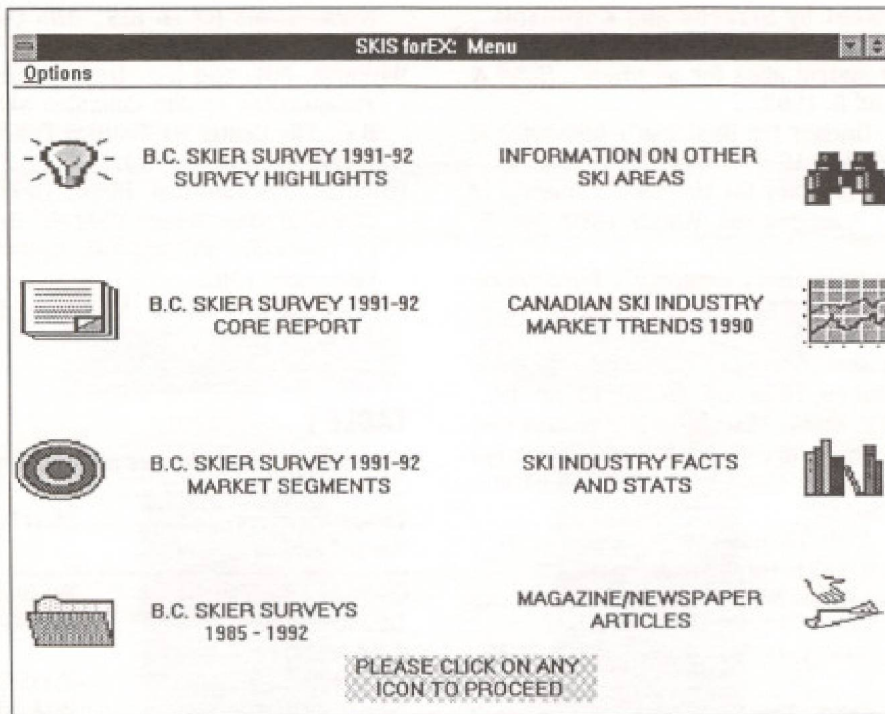 SKIS forEX: Menu
Options
B.C. SKIER SURVEY 1991-92
SURVEY HIGHLIGHTS
INFORMATION ON OTHER
SKI AREAS
B.C. SKIER SURVEY 1991-92
CORE REPORT
CANADIAN SKI INDUSTRY
MARKET TRENDS 1990
B.C. SKIER SURVEY 1991-92
MARKET SEGMENTS
SKI INDUSTRY FACTS
AND STATS
B.C. SKIER SURVEYS
1985 - 1992
MAGAZINE/NEWSPAPER
ARTICLES
PLEASE CLICK ON ANY
ICON TO PROCEED